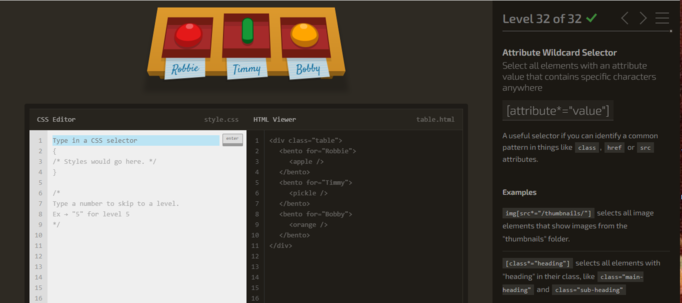 Robbie
Timmy
Bobby
CSS Editor
style.css
HTML Viewer
table.html
1 Type in a CSS selector
enter
2 {
3 /* Styles would go here. */
4 }
5
6 /*
7 Type a number to skip to a level.
8 Ex → "5" for level 5
9 */
10
11
12
13
14
15
16
1 <div class="table">
2 <bento for="Robbie">
3 <apple />
4 </bento>
5 <bento for="Timmy">
6 <pickle />
7 </bento>
8 <bento for="Bobby">
9 <orange />
10 </bento>
11 </div>
12
13
14
15
16
Level 32 of 32
Attribute Wildcard Selector
Select all elements with an attribute
value that contains specific characters
anywhere
[attribute*="value"]
A useful selector if you can identify a common
pattern in things like class, href or src
attributes.
Examples
img[src*="/thumbnails/"] selects all image
elements that show images from the
"thumbnails" folder.
[class*="heading"] selects all elements with
"heading" in their class, like class="main-
heading" and class="sub-heading"